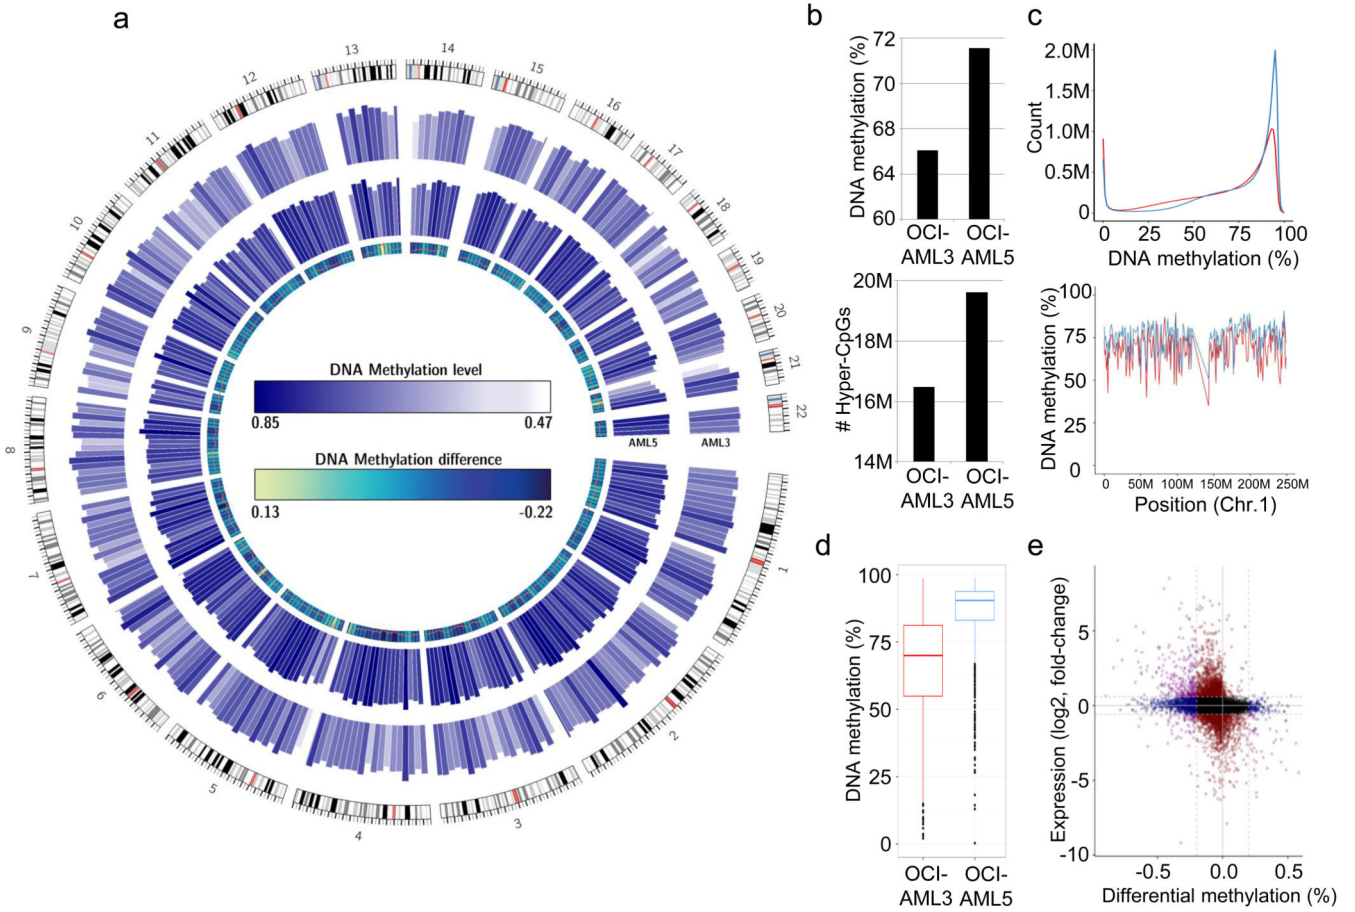 a
13
14
12
15
11
16
17
10
18
19
9
20
21
8
22
7
1
6
2
5
3
4
DNA Methylation level
0.85
0.47
AML5
AML3
DNA Methylation difference
0.13
-0.22
b
DNA methylation (%)
72
70
68
64
60
OCI-
AML3
OCI-
AML5
# Hyper-CpGs
20M
18M
16M
14M
OCI-
AML3
OCI-
AML5
c
Count
2.0M
1.0M
1.0M
0.5M
0
0
25
50
75
100
DNA methylation (%)
DNA methylation (%)
100
75
50
25
0
0
50M
100M
150M
200M
250M
Position (Chr.1)
d
DNA methylation (%)
100
75
50
25
0
OCI-
AML3
OCI-
AML5
e
Expression (log2, fold-change)
5
0
-5
-10
-0.5
0.0
0.5
Differential methylation (%)